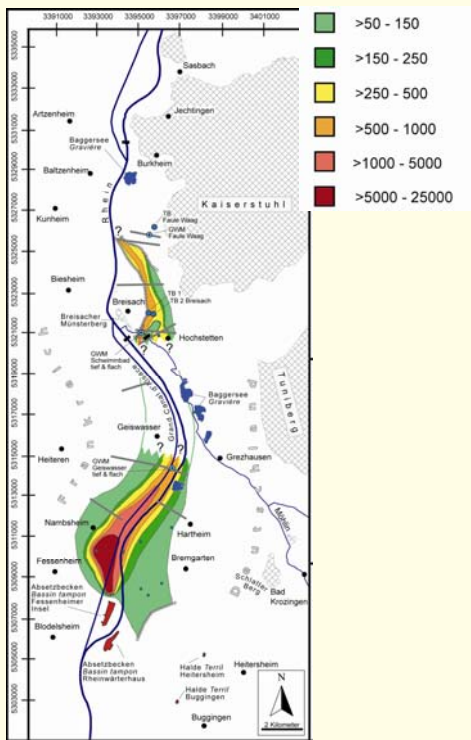 3391000 3393000 3395000 3397000 3399000 3401000
>50 - 150
>150 - 250
>250 - 500
>500 - 1000
>1000 - 5000
>5000 - 25000
5335000
5333000
5331000
5329000
5327000
5325000
5323000
5321000
5319000
5317000
5315000
5313000
5311000
5309000
5307000
5305000
5303000
Sasbach
Jechtingen
Artzenheim
Baggersee
Gravière
Burkheim
Baltzenheim
Rhein
Kunheim
Kaiserstuhl
TB
Faule Waag
?
GWM
Faule Waag
Biesheim
TB 1
TB 2 Breisach
Breisach
Breisacher
Münsterberg
Hochstetten
?
?
GWM
Schwimmbad
tief & flach
Grand Canal d'Alsace
Baggersee
Gravière
Tuniberg
Geiswasser
?
?
GWM
Geiswasser
tief & flach
Heiteren
Grezhausen
Möhlin
Nambsheim
Hartheim
Fessenheim
Bremgarten
Schlatter
Berg
Bad
Krozingen
Absetzbecken
Bassin tampon
Fessenheimer
Insel
Blodelsheim
Absetzbecken
Bassin tampon
Rheinwärterhaus
Halde Terril
Heitersheim
Heitersheim
Halde Terril
Buggingen
Buggingen
N
2 Kilometer